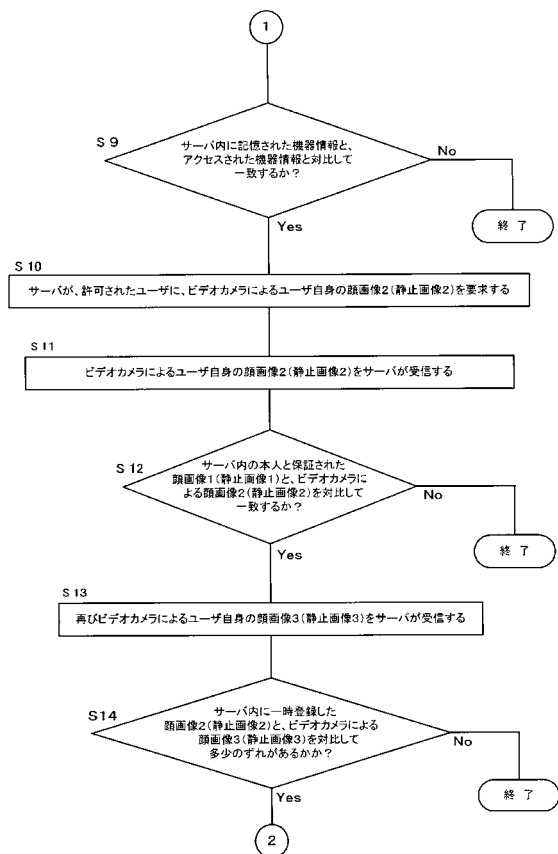 1
S 9
サーバ内に記憶された機器情報と、
アクセスされた機器情報と対比して
一致するか？
No
終 了
Yes
S 10
サーバが、許可されたユーザに、ビデオカメラによるユーザ自身の顔画像2(静止画像2)を要求する
S 11
ビデオカメラによるユーザ自身の顔画像2(静止画像2)をサーバが受信する
S 12
サーバ内の本人と保証された
顔画像1(静止画像1)と、ビデオカメラに
よる顔画像2(静止画像2)を対比して
一致するか？
No
終 了
Yes
S 13
再びビデオカメラによるユーザ自身の顔画像3(静止画像3)をサーバが受信する
S14
サーバ内に一時登録した
顔画像2(静止画像2)と、ビデオカメラによる
顔画像3(静止画像3)を対比して
多少のずれがあるかか？
No
終 了
Yes
2